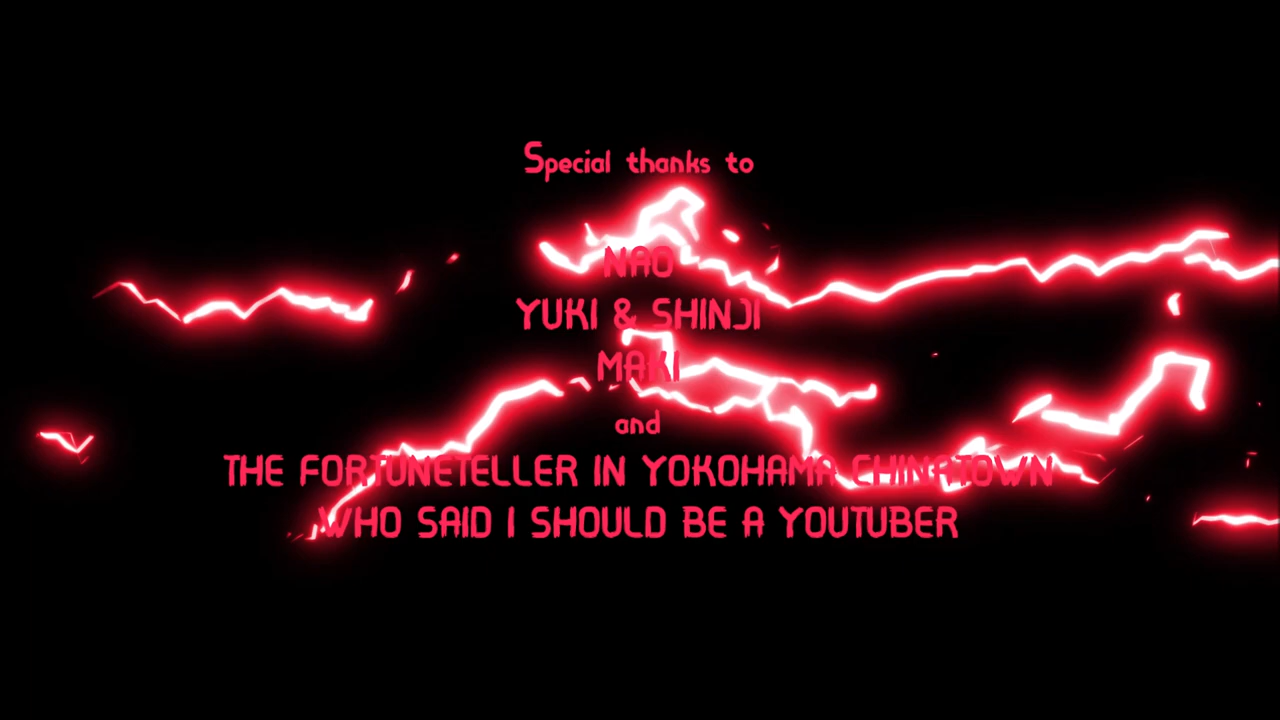 Special thanks to
NAO
YUKI & SHINJI
MAKI
and
THE FORTUNETELLER IN YOKOHAMA CHINATOWN
WHO SAID I SHOULD BE A YOUTUBER